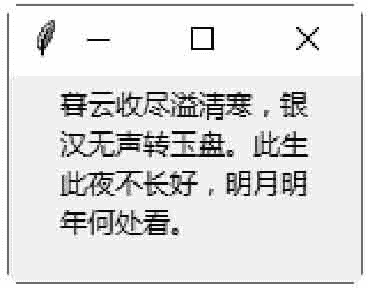 暮云收尽溢清寒，银
汉无声转玉盘。此生
此夜不长好，明月明
年何处看。